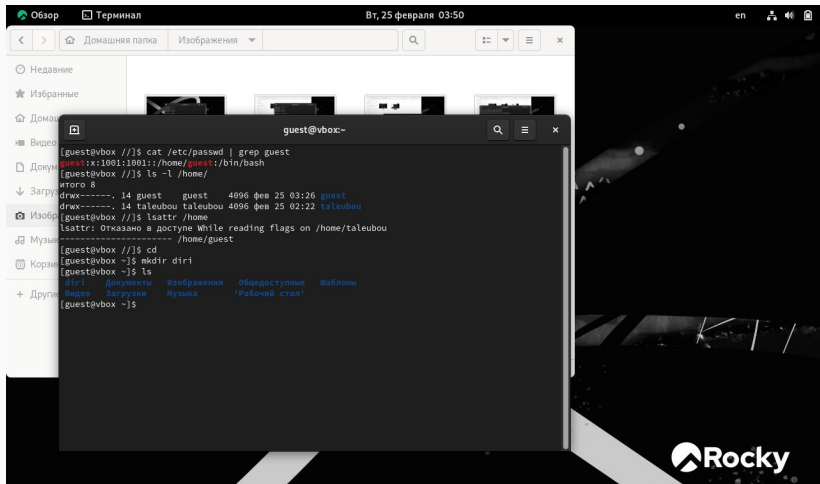 Обзор Терминал Вт, 25 февраля 03:50 en
Домашняя папка Изображения
Недавние
Избранные
Домаш
Видео
Докум
Загруз
Изобр
Музык
Корзи
+ Други
guest@vbox:~
[guest@vbox //]$ cat /etc/passwd | grep guest
guest:x:1001:1001::/home/guest:/bin/bash
[guest@vbox //]$ ls -l /home/
итого 8
drwx------. 14 guest guest 4096 фев 25 03:26 guest
drwx------. 14 taleubou taleubou 4096 фев 25 02:22 taleubou
[guest@vbox //]$ lsattr /home
lsattr: Отказано в доступе While reading flags on /home/taleubou
---------------------- /home/guest
[guest@vbox //]$ cd
[guest@vbox ~]$ mkdir diri
[guest@vbox ~]$ ls
diri Документы Изображения Общедоступные Шаблоны
Видео Загрузки Музыка 'Рабочий стол'
[guest@vbox ~]$
Rocky